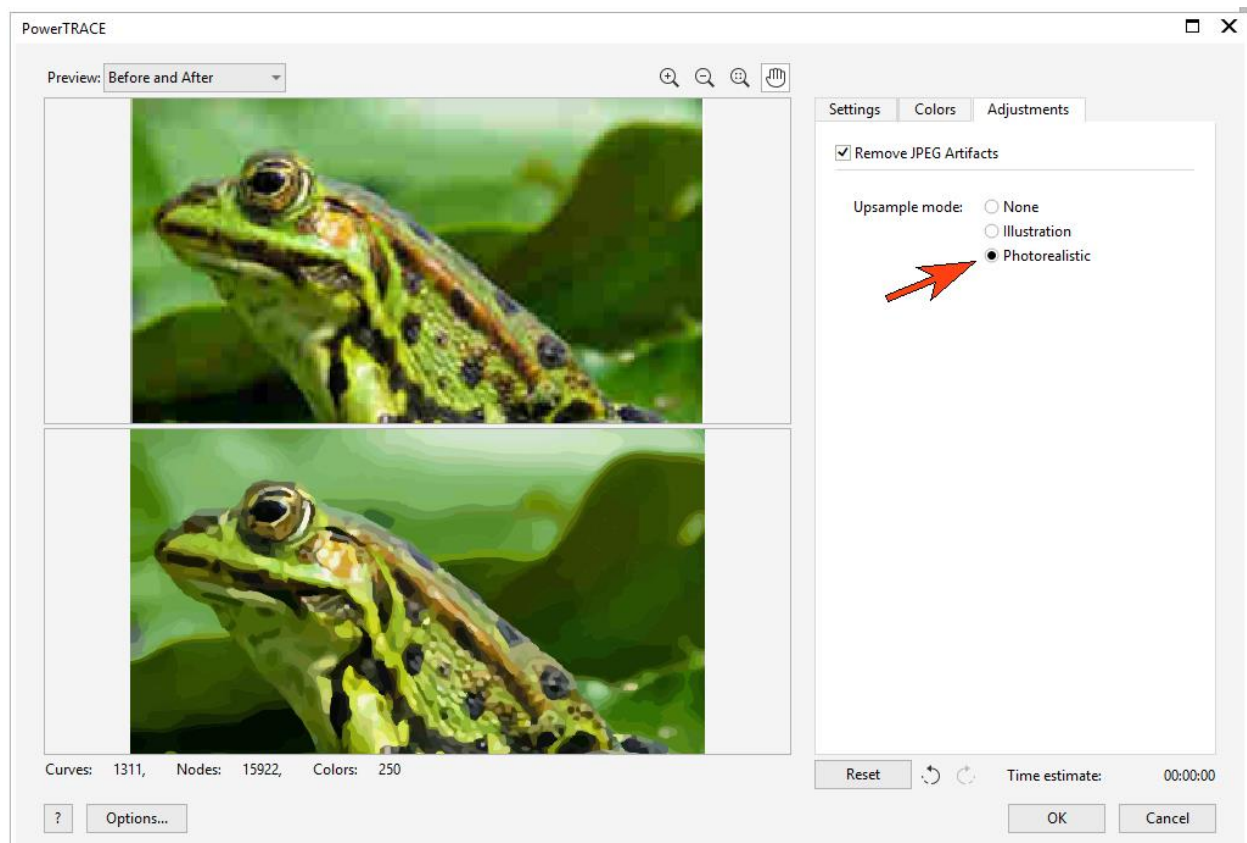 PowerTRACE
Preview: Before and After
Settings Colors Adjustments
Remove JPEG Artifacts
Upsample mode: None
Illustration
Photorealistic
Curves: 1311, Nodes: 15922, Colors: 250
Reset Time estimate: 00:00:00
? Options... OK Cancel